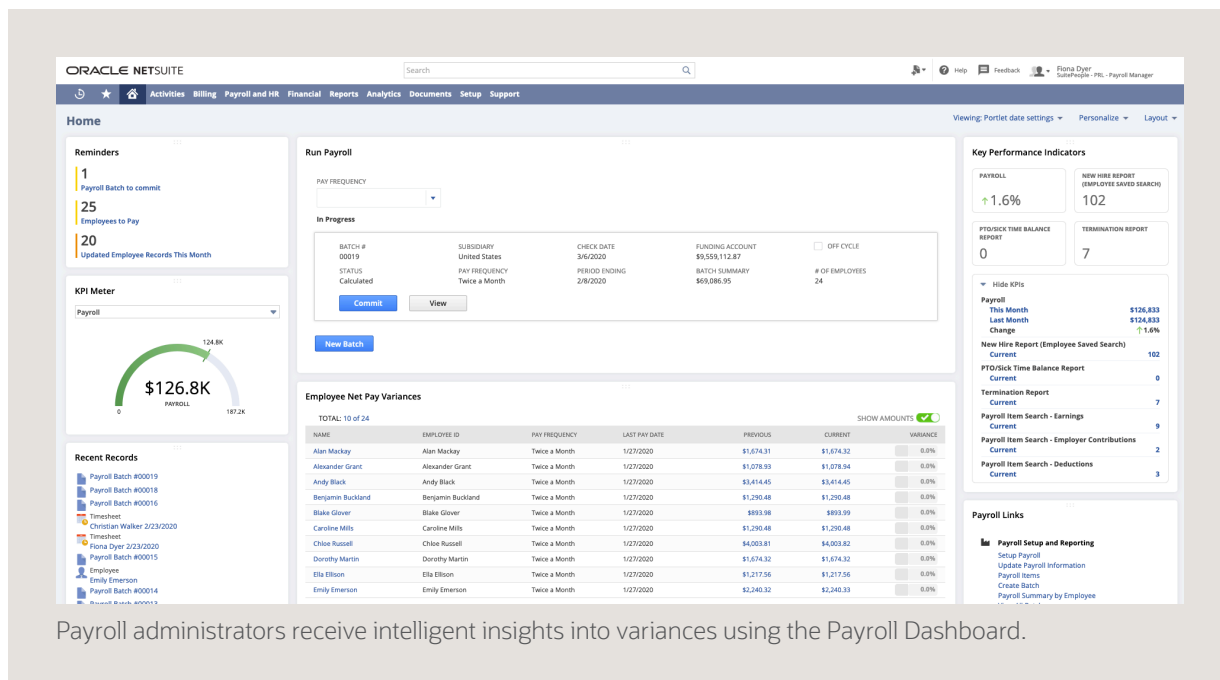 ORACLE NETSUITE
Search
Help
Feedback
Fiona Dyer
SuitePeople - PRL - Payroll Manager
Activities Billing Payroll and HR Financial Reports Analytics Documents Setup Support
Home
Viewing: Portlet date settings
Personalize
Layout
Reminders
1
Payroll Batch to commit
25
Employees to Pay
20
Updated Employee Records This Month
KPI Meter
Payroll
124.8K
$126.8K
PAYROLL
0
187.2K
Recent Records
Payroll Batch #00019
Payroll Batch #00018
Payroll Batch #00016
Timesheet
Christian Walker 2/23/2020
Timesheet
Fiona Dyer 2/23/2020
Payroll Batch #00015
Employee
Emily Emerson
Payroll Batch #00014
Payroll Batch #00013
Run Payroll
PAY FREQUENCY
In Progress
BATCH # SUBSIDIARY CHECK DATE FUNDING ACCOUNT OFF CYCLE
00019 United States 3/6/2020 $9,559,112.87
STATUS PAY FREQUENCY PERIOD ENDING BATCH SUMMARY # OF EMPLOYEES
Calculated Twice a Month 2/8/2020 $69,086.95 24
Commit View
New Batch
Employee Net Pay Variances
TOTAL: 10 of 24
SHOW AMOUNTS
NAME EMPLOYEE ID PAY FREQUENCY LAST PAY DATE PREVIOUS CURRENT VARIANCE
Alan Mackay Alan Mackay Twice a Month 1/27/2020 $1,674.31 $1,674.32 0.0%
Alexander Grant Alexander Grant Twice a Month 1/27/2020 $1,078.93 $1,078.94 0.0%
Andy Black Andy Black Twice a Month 1/27/2020 $3,414.45 $3,414.45 0.0%
Benjamin Buckland Benjamin Buckland Twice a Month 1/27/2020 $1,290.48 $1,290.48 0.0%
Blake Glover Blake Glover Twice a Month 1/27/2020 $893.98 $893.99 0.0%
Caroline Mills Caroline Mills Twice a Month 1/27/2020 $1,290.48 $1,290.48 0.0%
Chloe Russell Chloe Russell Twice a Month 1/27/2020 $4,003.81 $4,003.82 0.0%
Dorothy Martin Dorothy Martin Twice a Month 1/27/2020 $1,674.32 $1,674.32 0.0%
Ella Ellison Ella Ellison Twice a Month 1/27/2020 $1,217.56 $1,217.56 0.0%
Emily Emerson Emily Emerson Twice a Month 1/27/2020 $2,240.32 $2,240.33 0.0%
Key Performance Indicators
PAYROLL
↑1.6%
NEW HIRE REPORT
(EMPLOYEE SAVED SEARCH)
102
PTO/SICK TIME BALANCE
REPORT
0
TERMINATION REPORT
7
Hide KPIs
Payroll
This Month $126,833
Last Month $124,833
Change ↑1.6%
New Hire Report (Employee Saved Search)
Current 102
PTO/Sick Time Balance Report
Current 0
Termination Report
Current 7
Payroll Item Search - Earnings
Current 9
Payroll Item Search - Employer Contributions
Current 2
Payroll Item Search - Deductions
Current 3
Payroll Links
Payroll Setup and Reporting
Setup Payroll
Update Payroll Information
Payroll Items
Create Batch
Payroll Summary by Employee
Payroll administrators receive intelligent insights into variances using the Payroll Dashboard.